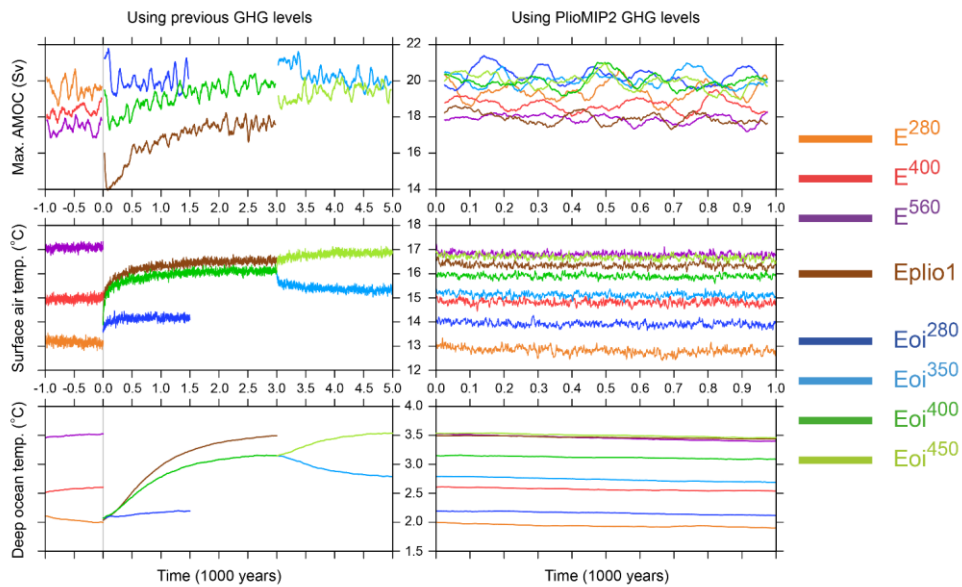 Using previous GHG levels
Using PlioMIP2 GHG levels
Max. AMOC (Sv)
22
20
18
16
14
-1.0 -0.5 0.0 0.5 1.0 1.5 2.0 2.5 3.0 3.5 4.0 4.5 5.0
0.0 0.1 0.2 0.3 0.4 0.5 0.6 0.7 0.8 0.9 1.0
Surface air temp. (°C)
18
17
16
15
14
13
12
-1.0 -0.5 0.0 0.5 1.0 1.5 2.0 2.5 3.0 3.5 4.0 4.5 5.0
0.0 0.1 0.2 0.3 0.4 0.5 0.6 0.7 0.8 0.9 1.0
Deep ocean temp. (°C)
4.0
3.5
3.0
2.5
2.0
1.5
Time (1000 years)
Time (1000 years)
E²⁸⁰
E⁴⁰⁰
E⁵⁶⁰
Eplio1
Eoi²⁸⁰
Eoi³⁵⁰
Eoi⁴⁰⁰
Eoi⁴⁵⁰